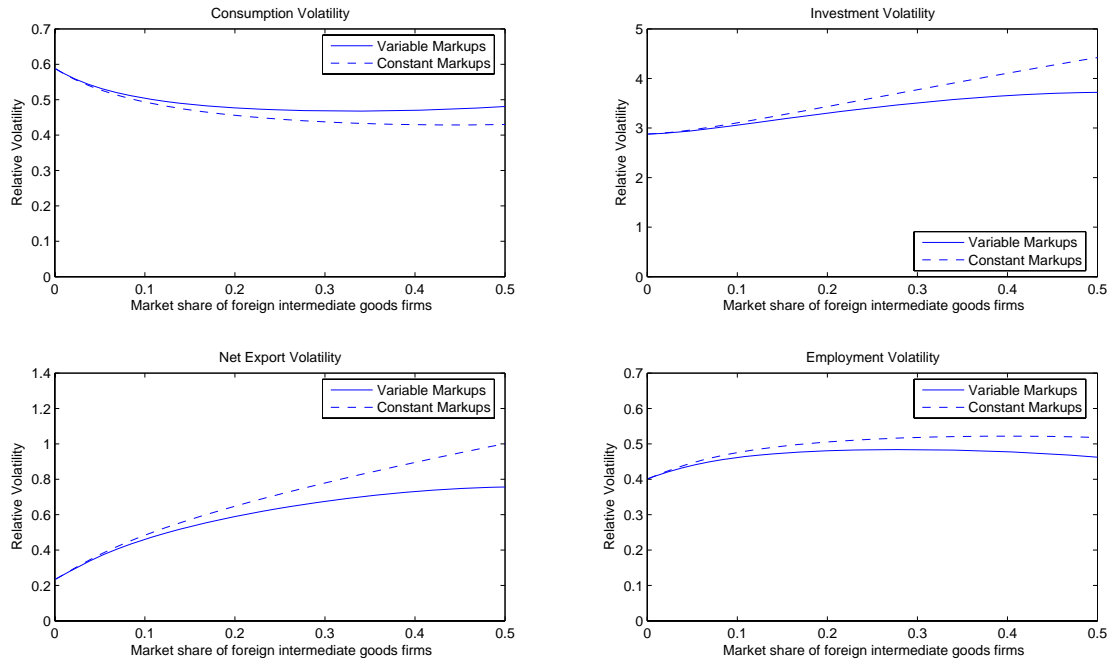 Consumption Volatility
Relative Volatility
0.7
0.6
0.5
0.4
0.3
0.2
0.1
0
Variable Markups
Constant Markups
0 0.1 0.2 0.3 0.4 0.5
Market share of foreign intermediate goods firms
Investment Volatility
Relative Volatility
5
4
3
2
1
0
Variable Markups
Constant Markups
0 0.1 0.2 0.3 0.4 0.5
Market share of foreign intermediate goods firms
Net Export Volatility
Relative Volatility
1.4
1.2
1
0.8
0.6
0.4
0.2
0
Variable Markups
Constant Markups
0 0.1 0.2 0.3 0.4 0.5
Market share of foreign intermediate goods firms
Employment Volatility
Relative Volatility
0.7
0.6
0.5
0.4
0.3
0.2
0.1
0
Variable Markups
Constant Markups
0 0.1 0.2 0.3 0.4 0.5
Market share of foreign intermediate goods firms